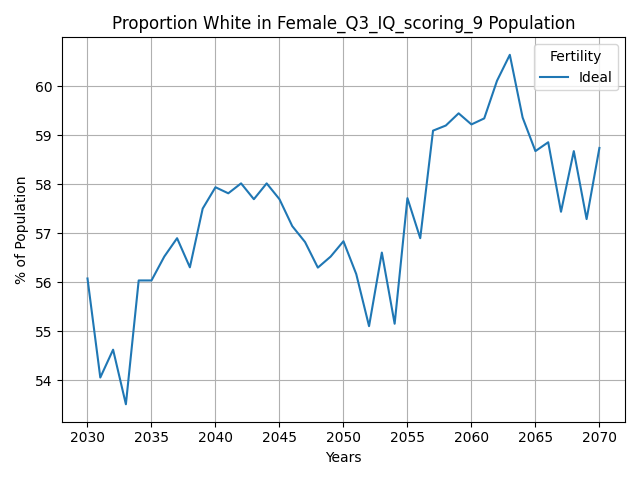 Proportion White in Female_Q3_IQ_scoring_9 Population
Fertility
Ideal
% of Population
60
59
58
57
56
55
54
2030 2035 2040 2045 2050 2055 2060 2065 2070
Years